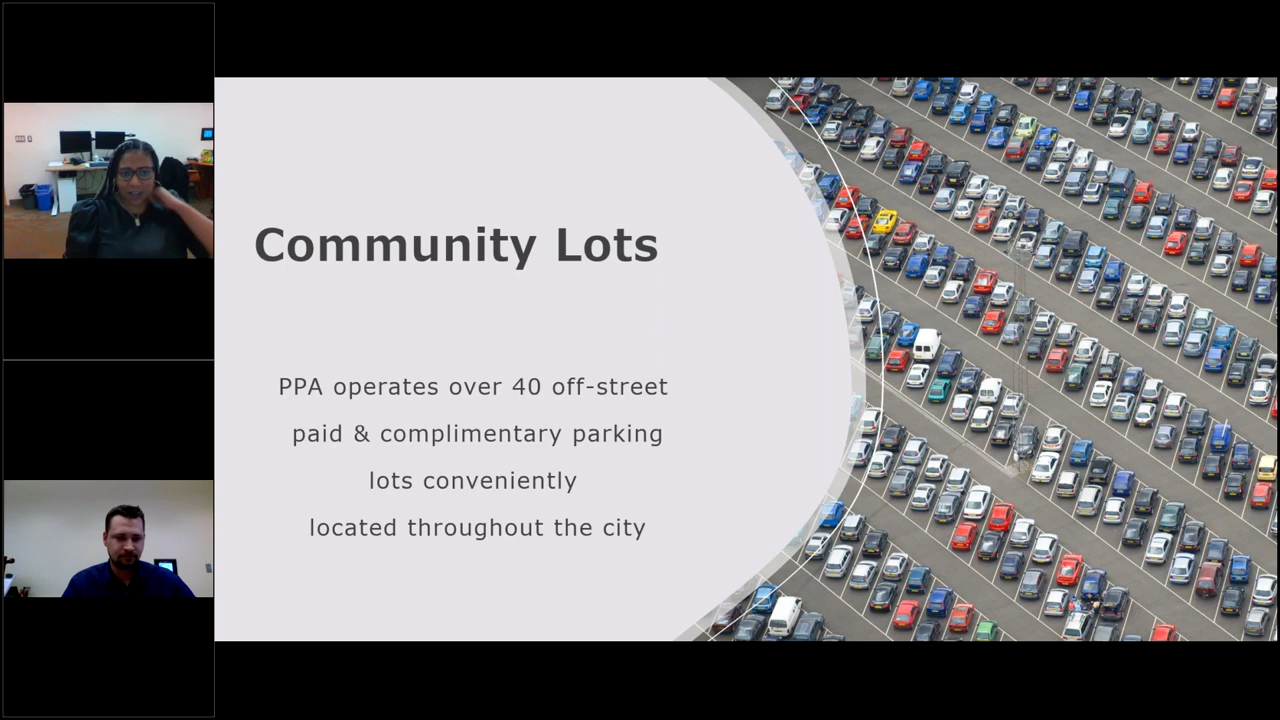 Community Lots
PPA operates over 40 off-street
paid & complimentary parking
lots conveniently
located throughout the city